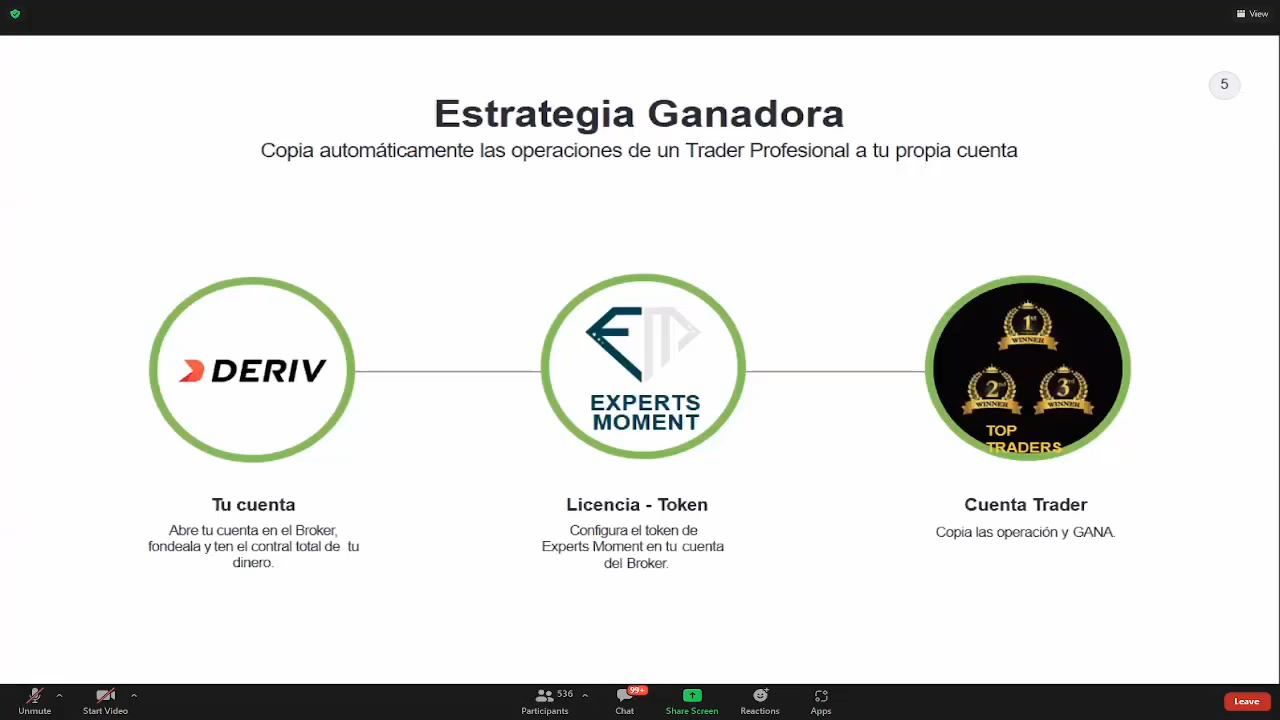 View
5
Estrategia Ganadora
Copia automáticamente las operaciones de un Trader Profesional a tu propia cuenta
DERIV
EM
EXPERTS
MOMENT
1st
WINNER
2nd
WINNER
3rd
WINNER
TOP
TRADERS
Tu cuenta
Abre tu cuenta en el Broker,
fondeala y ten el contral total de tu
dinero.
Licencia - Token
Configura el token de
Experts Moment en tu cuenta
del Broker.
Cuenta Trader
Copia las operación y GANA.
Unmute
Start Video
536
Participants
99+
Chat
Share Screen
Reactions
Apps
Leave